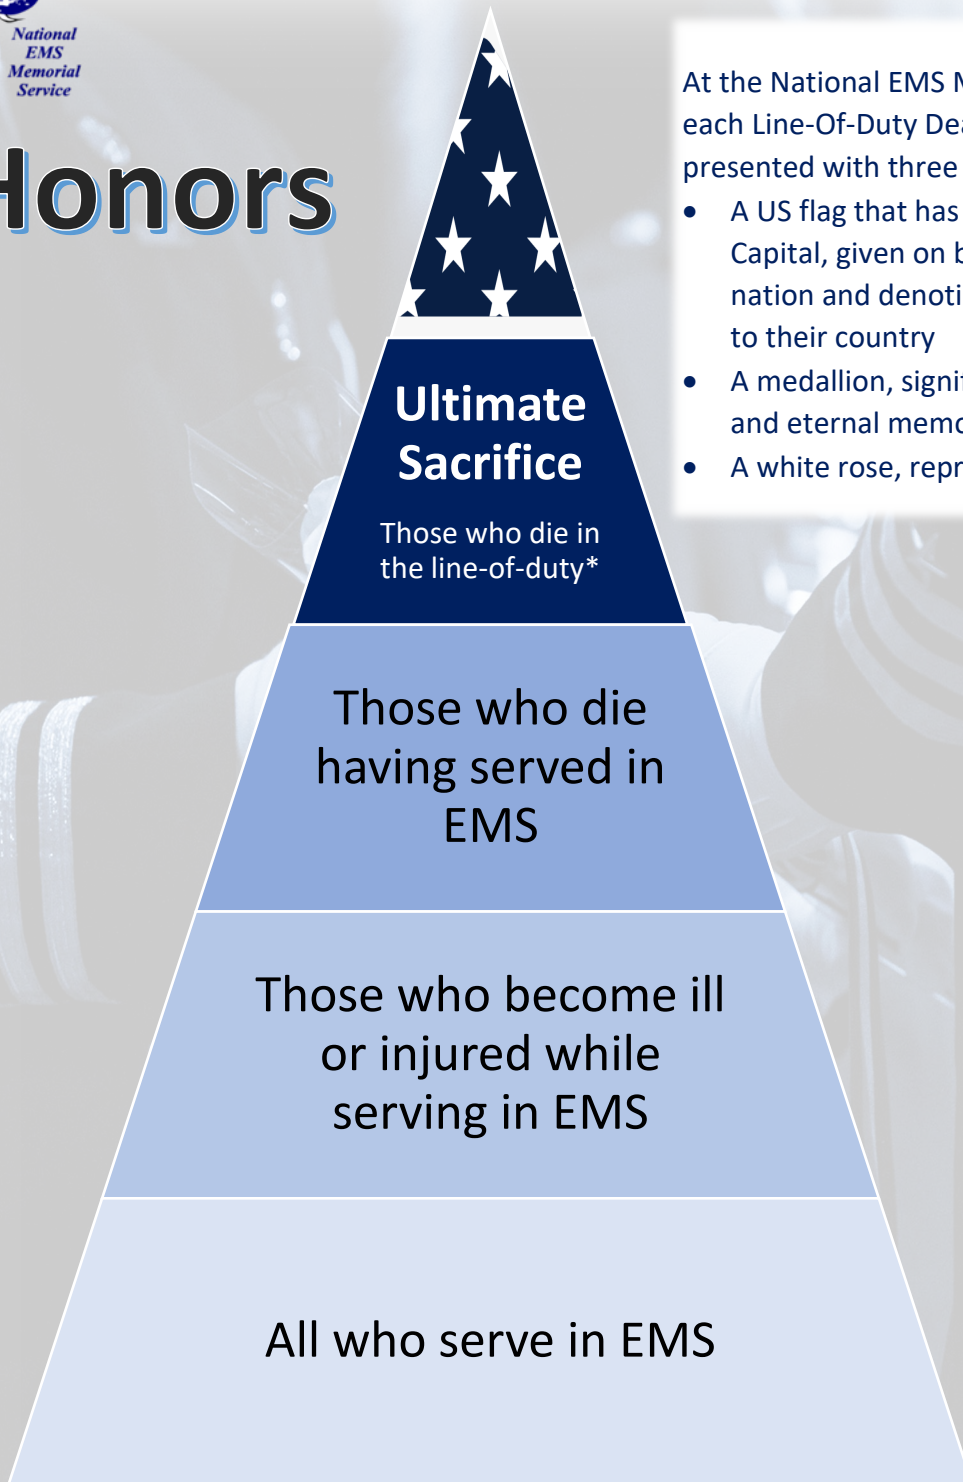 National
EMS
Memorial
Service
Honors
At the National EMS
each Line-Of-Duty
presented with three
• A US flag that has
Capital, given on
nation and
to their country
• A medallion,
and eternal
• A white rose,
Ultimate
Sacrifice
Those who die in
the line-of-duty*
Those who die
having served in
EMS
Those who become ill
or injured while
serving in EMS
All who serve in EMS